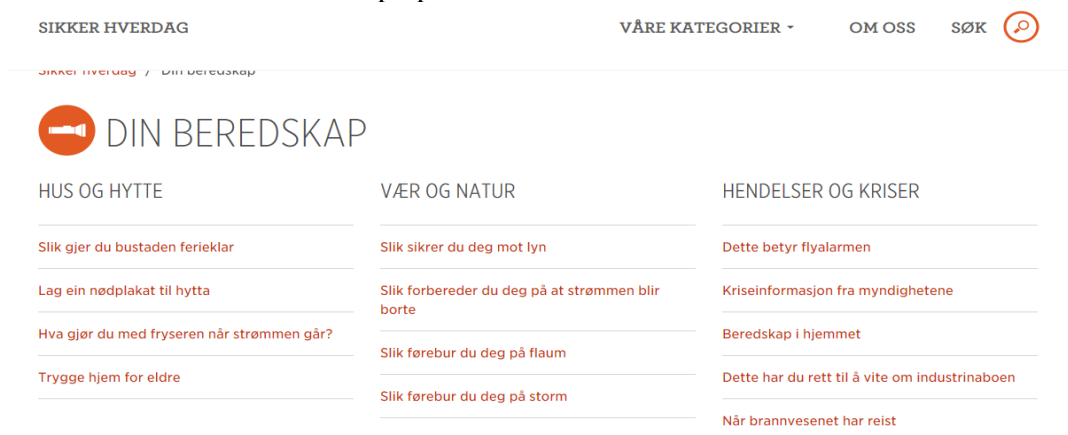 SIKKER HVERDAG
VÅRE KATEGORIER
OM OSS
SØK
Sikker hverdag / Din beredskap
DIN BEREDSKAP
HUS OG HYTTE
Slik gjer du bustaden ferieklar
Lag ein nødplakat til hytta
Hva gjør du med fryseren når strømmen går?
Trygge hjem for eldre
VÆR OG NATUR
Slik sikrer du deg mot lyn
Slik forbereder du deg på at strømmen blir
borte
Slik førebur du deg på flaum
Slik førebur du deg på storm
HENDELSER OG KRISER
Dette betyr flyalarmen
Kriseinformasjon fra myndighetene
Beredskap i hjemmet
Dette har du rett til å vite om industrinaboen
Når brannvesenet har reist